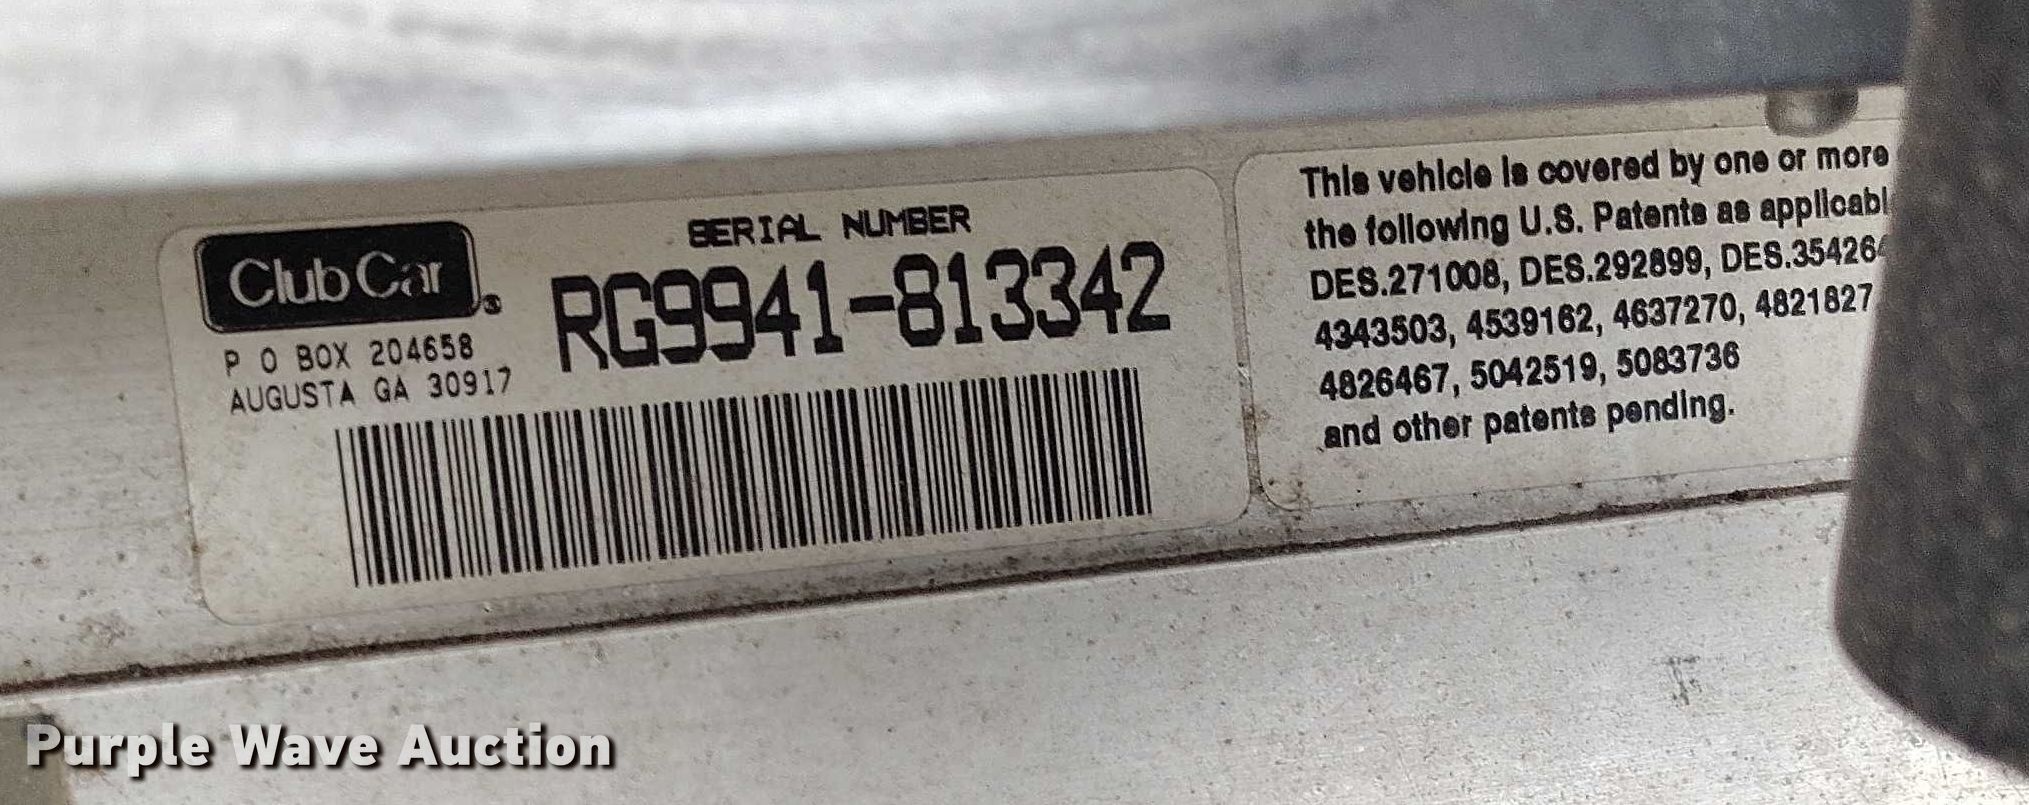 Club Car®
P O BOX 204658
AUGUSTA GA 30917
SERIAL NUMBER
RG9941-813342
This vehicle is covered by one or more
the following U.S. Patents as applicabl
DES.271008, DES.292899, DES.354264
4343503, 4539162, 4637270, 4821827
4826467, 5042519, 5083736
and other patents pending.
Purple Wave Auction